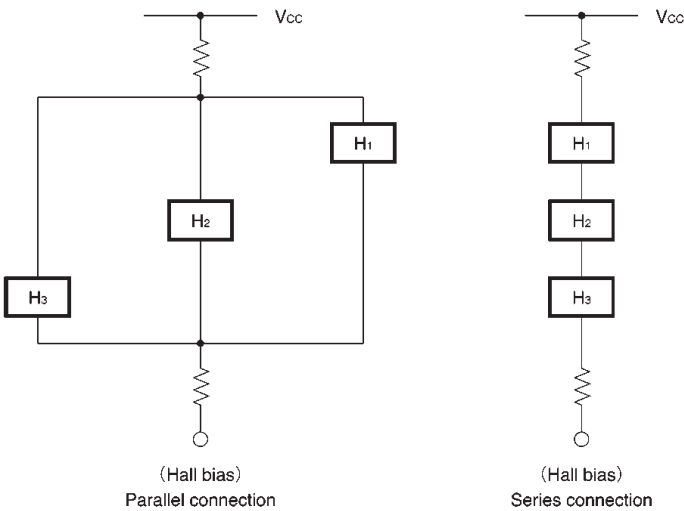 Vcc
Vcc
H1
H1
H2
H2
H3
H3
（Hall bias）
Parallel connection
（Hall bias）
Series connection